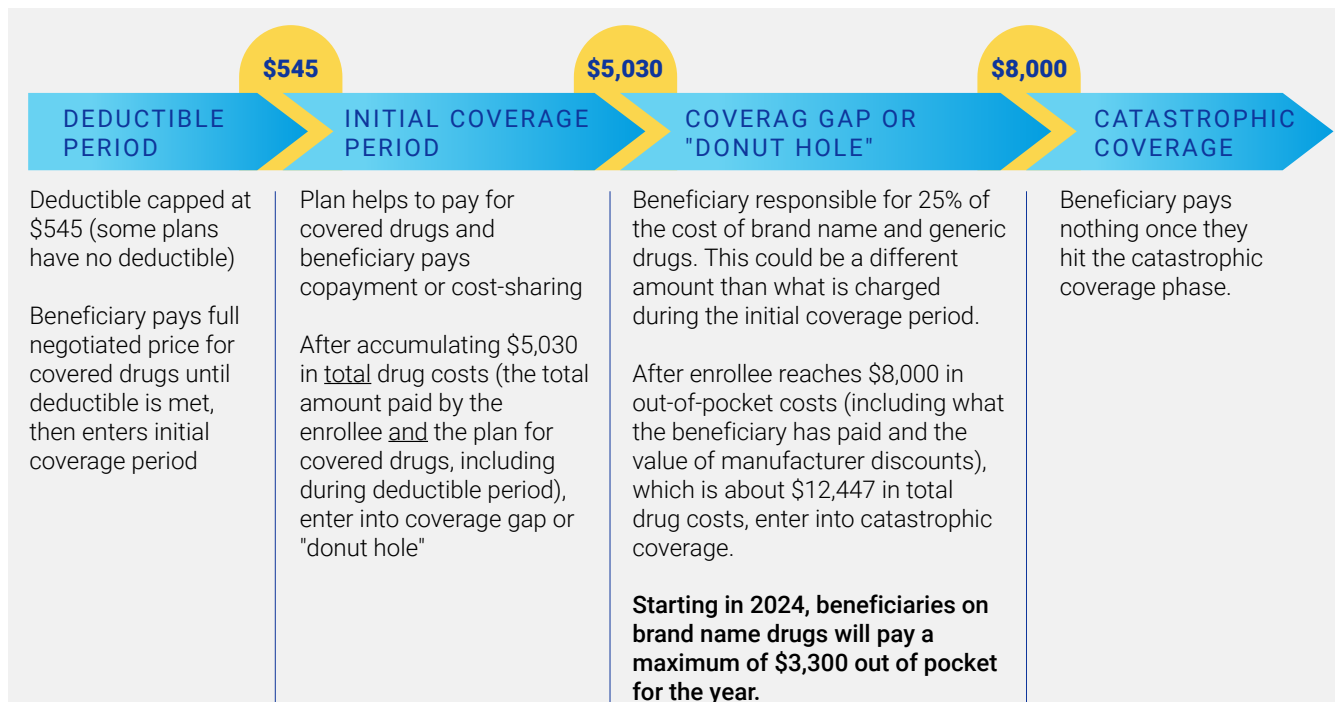 $545
$5,030
$8,000
DEDUCTIBLE
PERIOD
INITIAL COVERAGE
PERIOD
COVERAG GAP OR
"DONUT HOLE"
CATASTROPHIC
COVERAGE
Deductible capped at
$545 (some plans
have no deductible)
Beneficiary pays full
negotiated price for
covered drugs until
deductible is met,
then enters initial
coverage period
Plan helps to pay for
covered drugs and
beneficiary pays
copayment or cost-sharing
After accumulating $5,030
in total drug costs (the total
amount paid by the
enrollee and the plan for
covered drugs, including
during deductible period),
enter into coverage gap or
"donut hole"
Beneficiary responsible for 25% of
the cost of brand name and generic
drugs. This could be a different
amount than what is charged
during the initial coverage period.
After enrollee reaches $8,000 in
out-of-pocket costs (including what
the beneficiary has paid and the
value of manufacturer discounts),
which is about $12,447 in total
drug costs, enter into catastrophic
coverage.
Starting in 2024, beneficiaries on
brand name drugs will pay a
maximum of $3,300 out of pocket
for the year.
Beneficiary pays
nothing once they
hit the catastrophic
coverage phase.